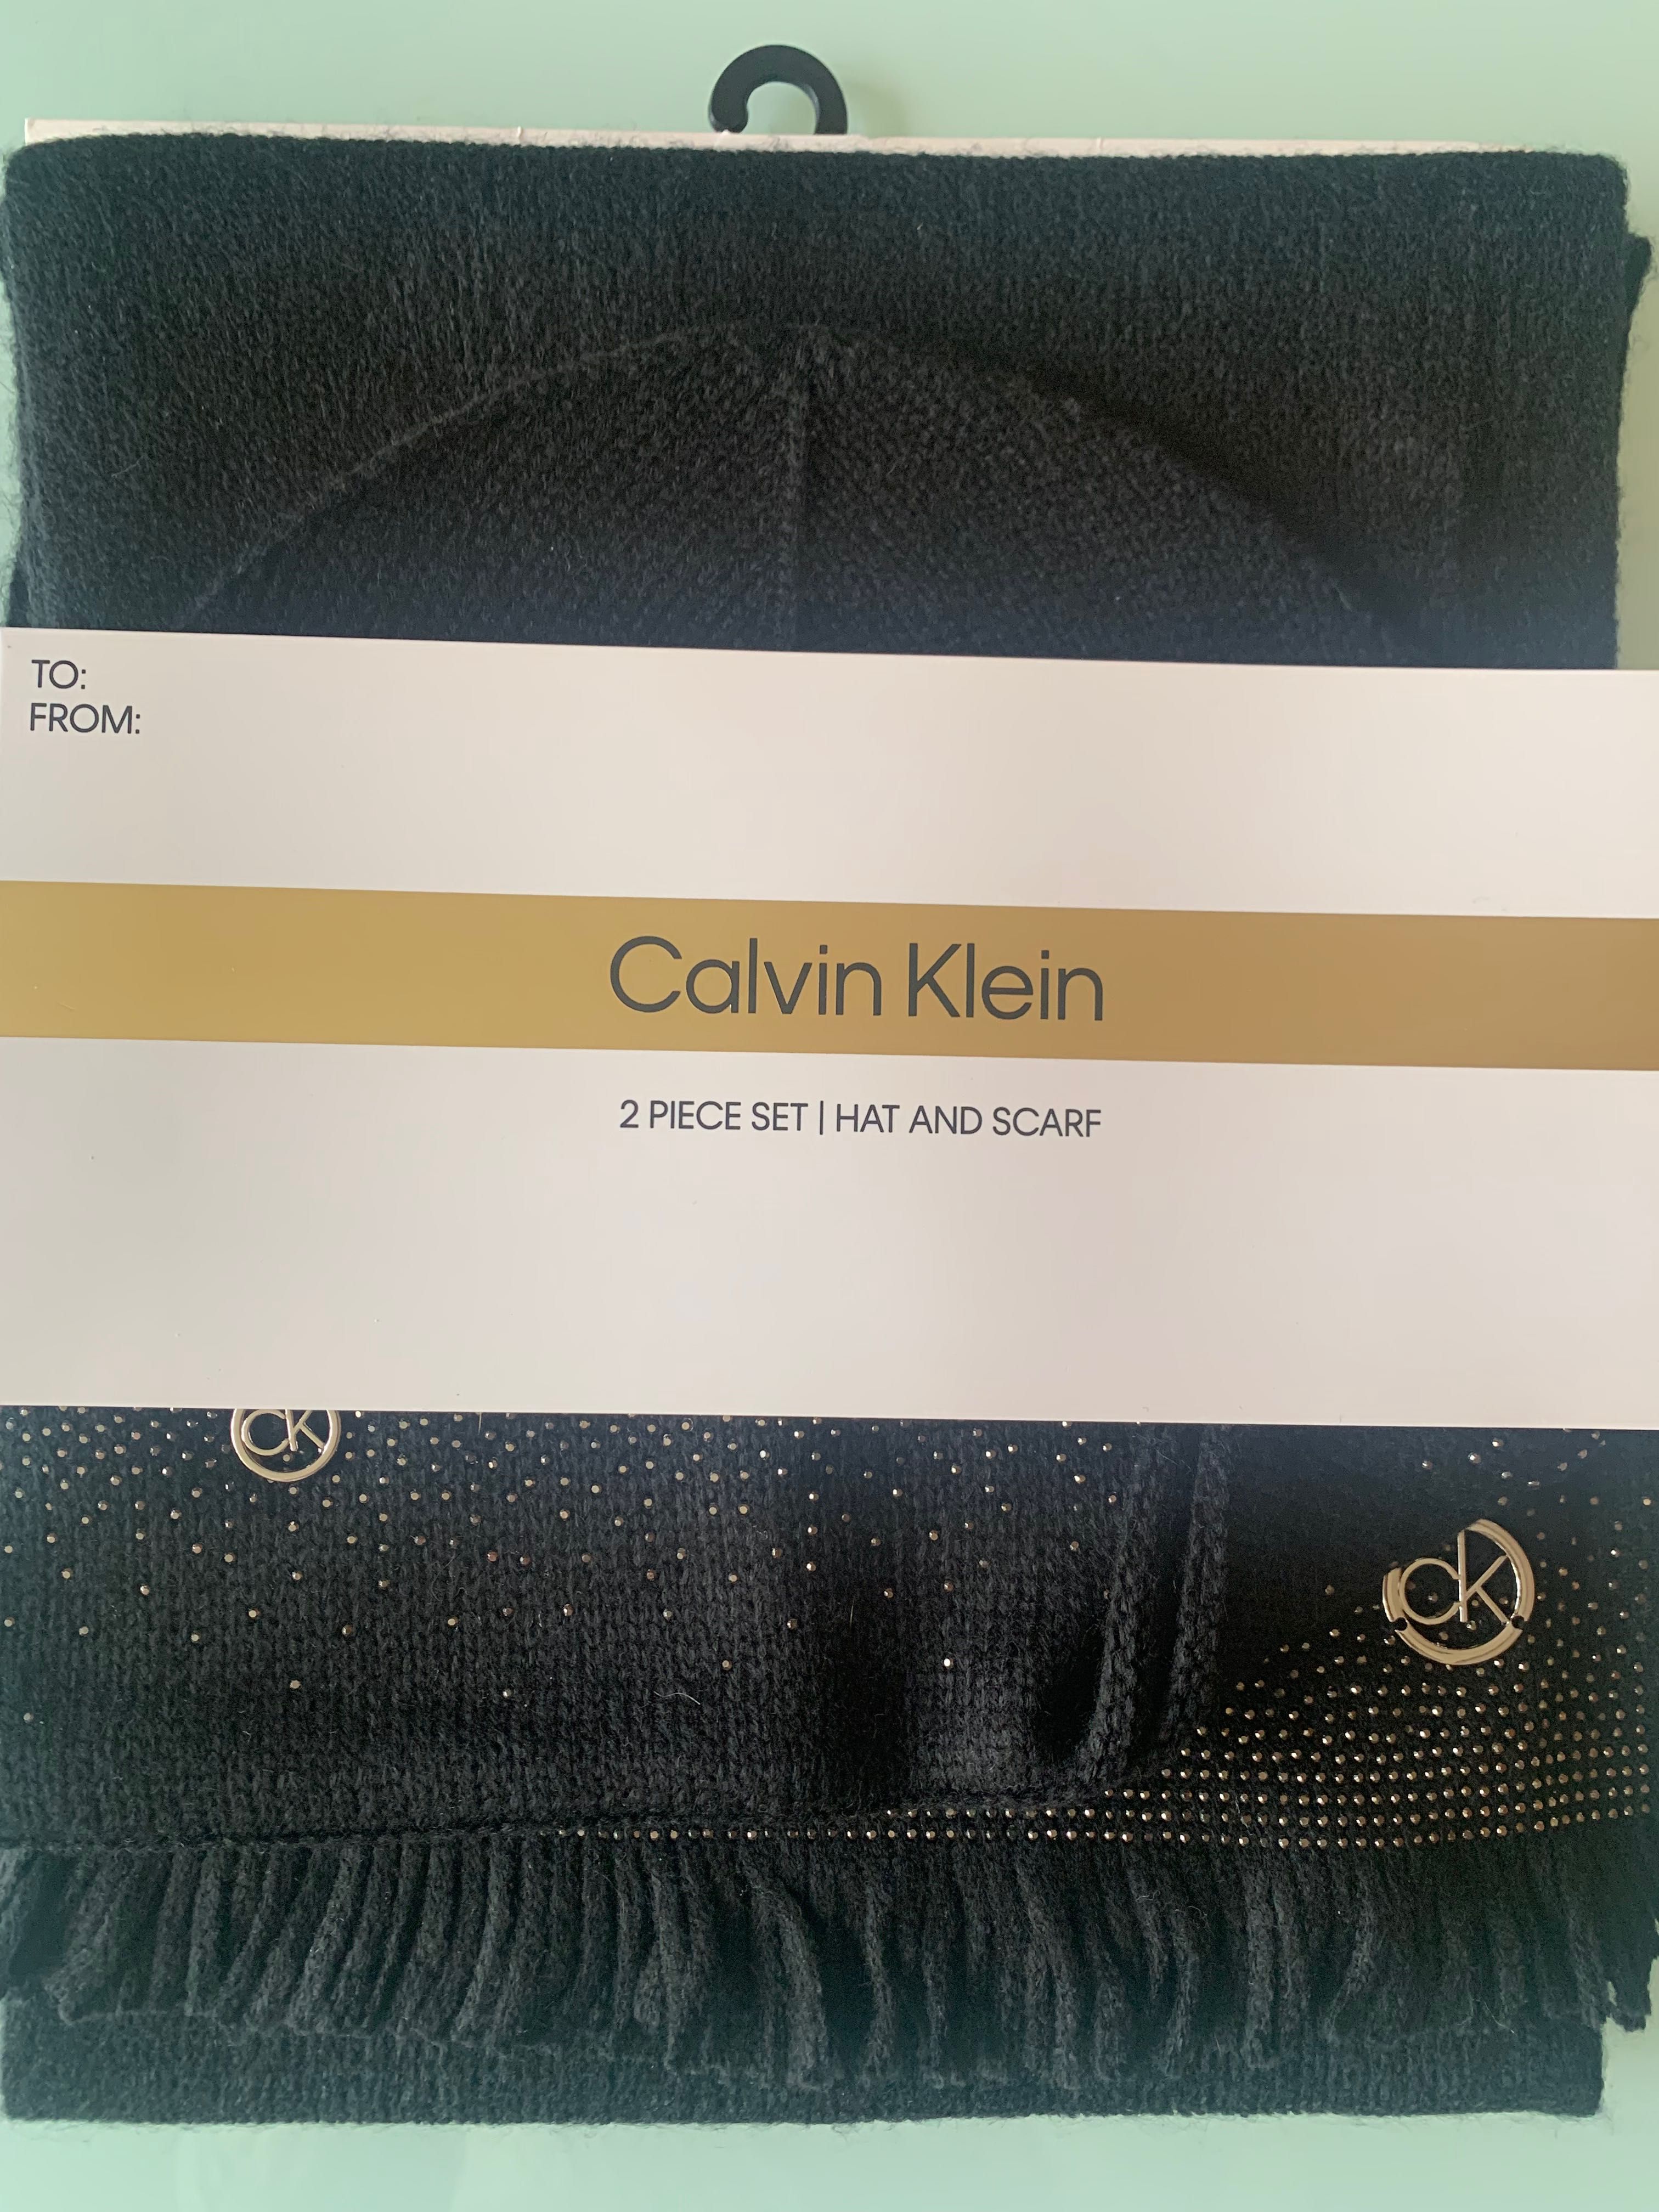 TO:
FROM:
Calvin Klein
2 PIECE SET | HAT AND SCARF
CK
CK